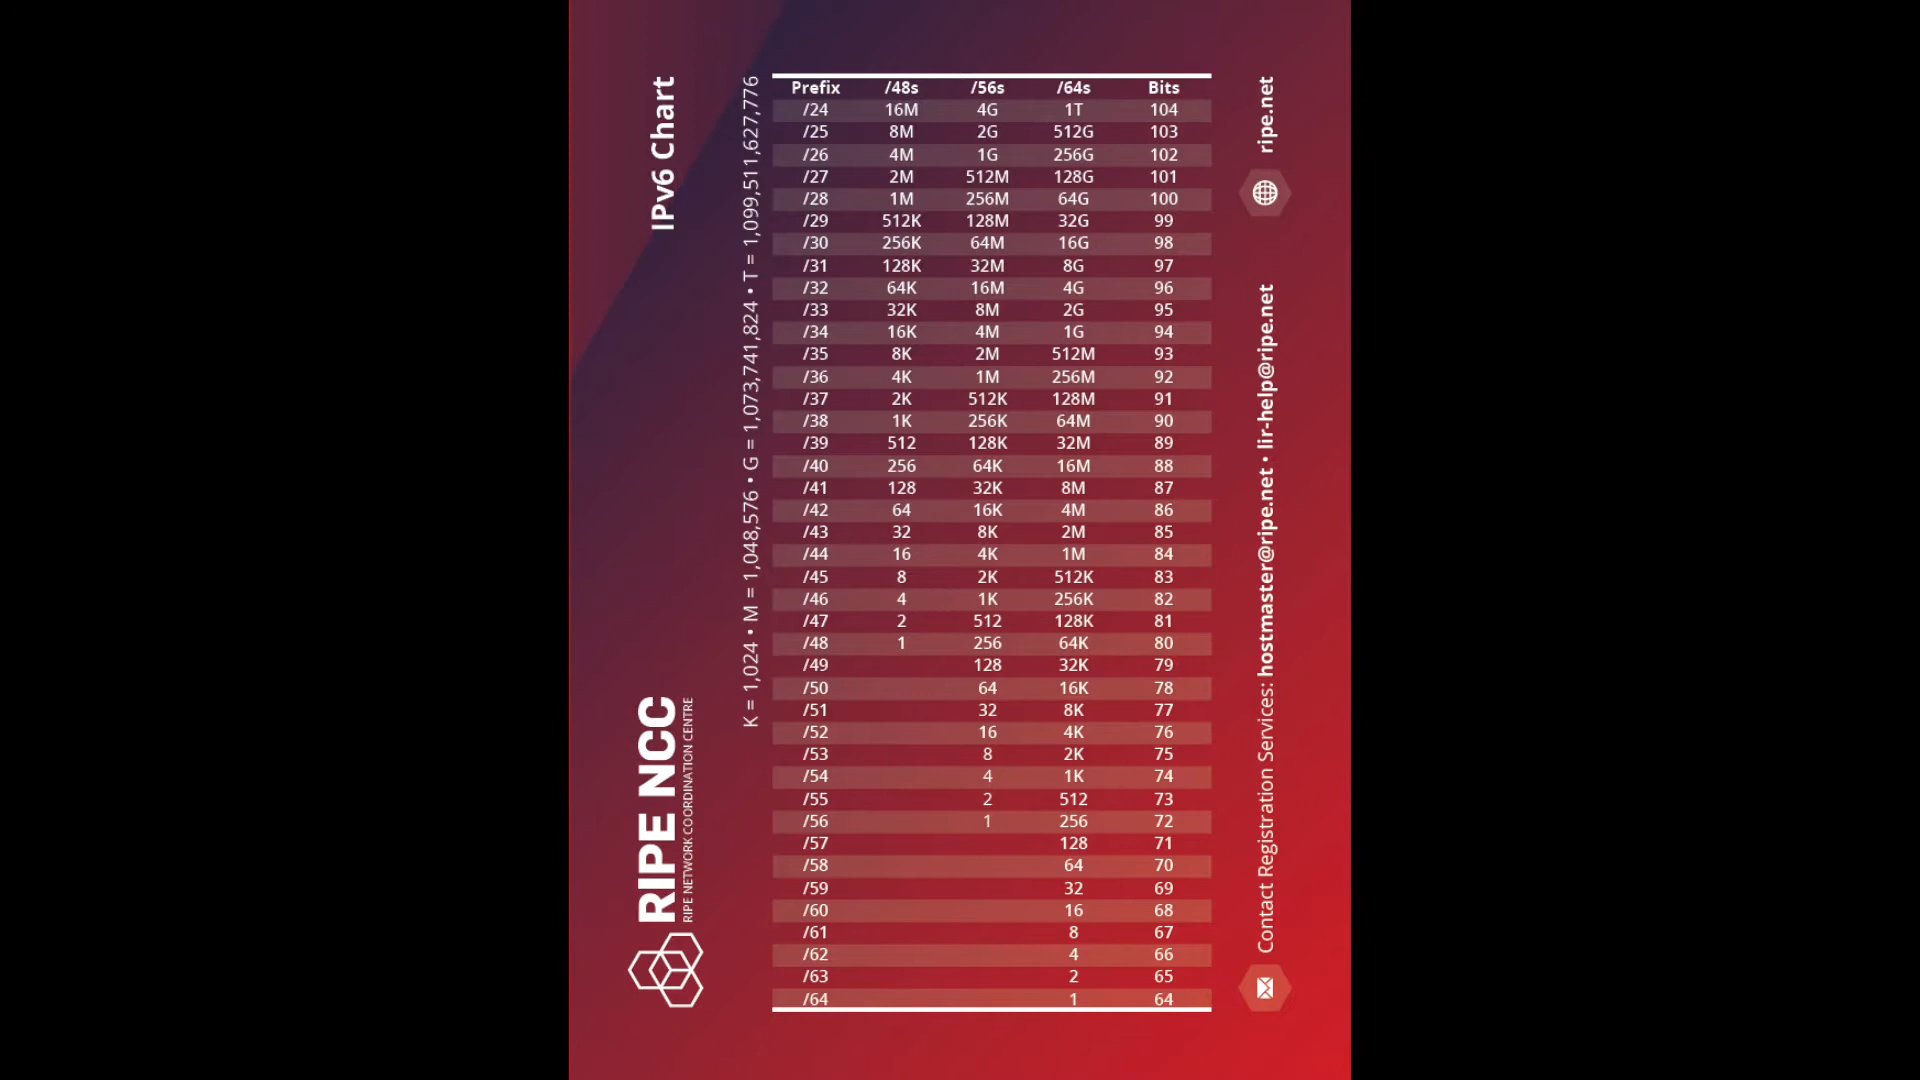 IPv6 Chart
RIPE NCC
RIPE NETWORK COORDINATION CENTRE
K = 1,024 • M = 1,048,576 • G = 1,073,741,824 • T = 1,099,511,627,776
Prefix /48s /56s /64s Bits
/24 16M 4G 1T 104
/25 8M 2G 512G 103
/26 4M 1G 256G 102
/27 2M 512M 128G 101
/28 1M 256M 64G 100
/29 512K 128M 32G 99
/30 256K 64M 16G 98
/31 128K 32M 8G 97
/32 64K 16M 4G 96
/33 32K 8M 2G 95
/34 16K 4M 1G 94
/35 8K 2M 512M 93
/36 4K 1M 256M 92
/37 2K 512K 128M 91
/38 1K 256K 64M 90
/39 512 128K 32M 89
/40 256 64K 16M 88
/41 128 32K 8M 87
/42 64 16K 4M 86
/43 32 8K 2M 85
/44 16 4K 1M 84
/45 8 2K 512K 83
/46 4 1K 256K 82
/47 2 512 128K 81
/48 1 256 64K 80
/49 128 32K 79
/50 64 16K 78
/51 32 8K 77
/52 16 4K 76
/53 8 2K 75
/54 4 1K 74
/55 2 512 73
/56 1 256 72
/57 128 71
/58 64 70
/59 32 69
/60 16 68
/61 8 67
/62 4 66
/63 2 65
/64 1 64
Contact Registration Services: hostmaster@ripe.net • lir-help@ripe.net
ripe.net